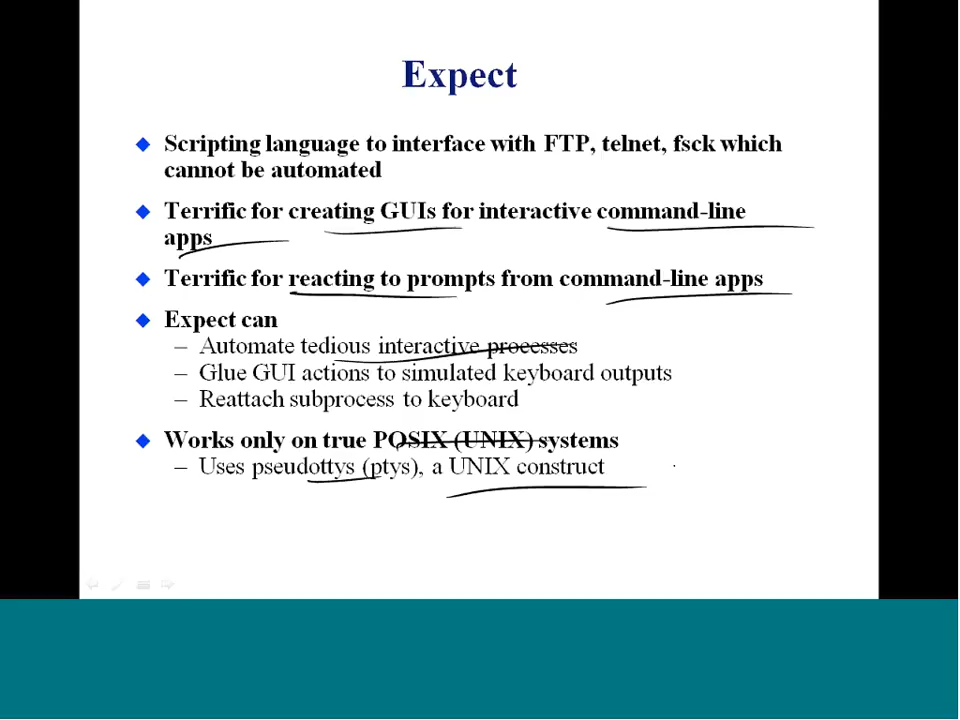 Expect
Scripting language to interface with FTP, telnet, fsck which
cannot be automated
Terrific for creating GUIs for interactive command-line
apps
Terrific for reacting to prompts from command-line apps
Expect can
– Automate tedious interactive processes
– Glue GUI actions to simulated keyboard outputs
– Reattach subprocess to keyboard
Works only on true POSIX (UNIX) systems
– Uses pseudottys (ptys), a UNIX construct